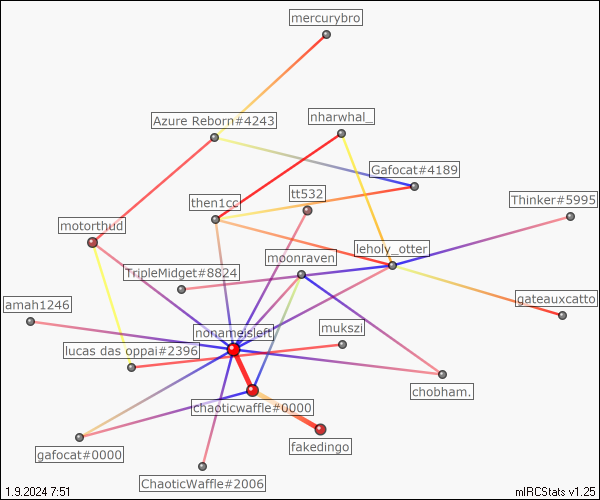 mercurybro
Azure Reborn#4243
nharwhal_
Gafocat#4189
tt532
Thinker#5995
then1cc
motorthud
leholy_otter
moonraven
TripleMidget#8824
gateauxcatto
amah1246
nonameisleft
mukszi
lucas das oppai#2396
chobham.
chaoticwaffle#0000
fakedingo
gafocat#0000
ChaoticWaffle#2006
1.9.2024 7:51
mIRCStats v1.25